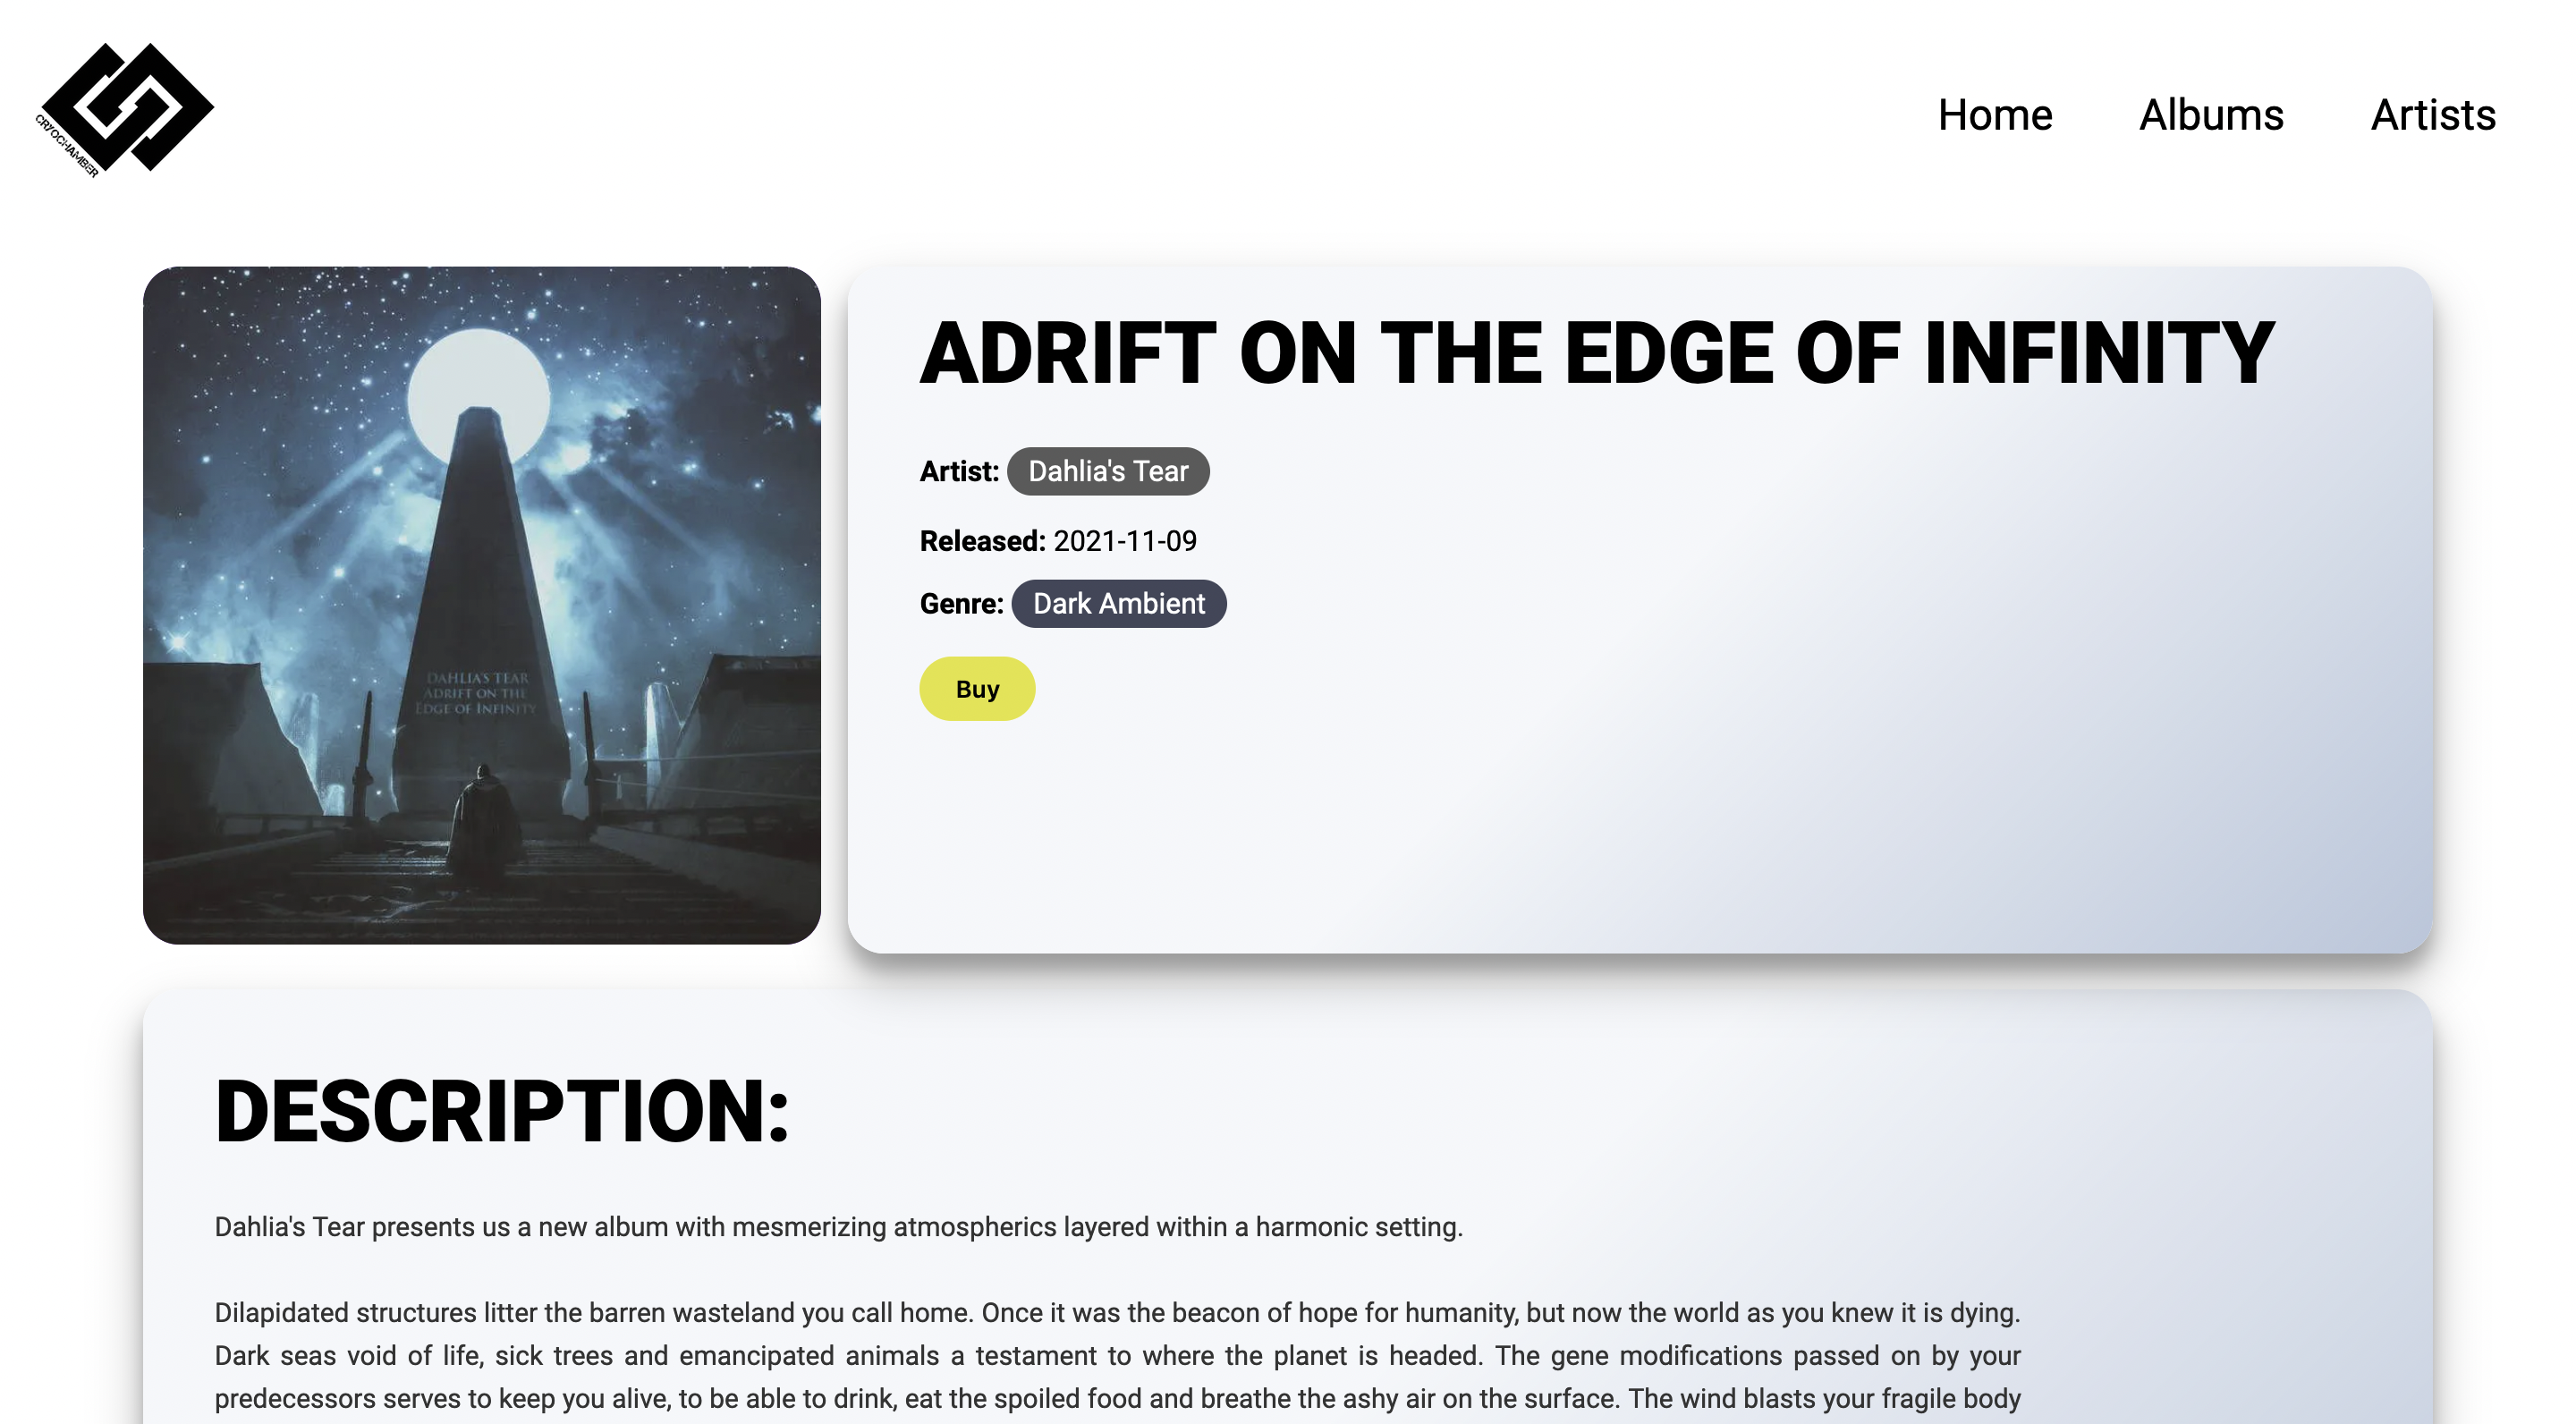 CRYOCHAMBER
Home Albums Artists
DAHLIA'S TEAR
ADRIFT ON THE
EDGE OF INFINITY
ADRIFT ON THE EDGE OF INFINITY
Artist: Dahlia's Tear
Released: 2021-11-09
Genre: Dark Ambient
Buy
DESCRIPTION:
Dahlia's Tear presents us a new album with mesmerizing atmospherics layered within a harmonic setting.
Dilapidated structures litter the barren wasteland you call home. Once it was the beacon of hope for humanity, but now the world as you knew it is dying.
Dark seas void of life, sick trees and emancipated animals a testament to where the planet is headed. The gene modifications passed on by your
predecessors serves to keep you alive, to be able to drink, eat the spoiled food and breathe the ashy air on the surface. The wind blasts your fragile body